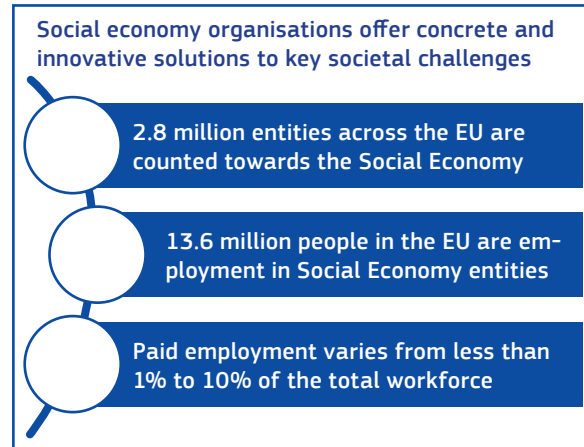 Social economy organisations offer concrete and
innovative solutions to key societal challenges
2.8 million entities across the EU are
counted towards the Social Economy
13.6 million people in the EU are em-
ployment in Social Economy entities
Paid employment varies from less than
1% to 10% of the total workforce